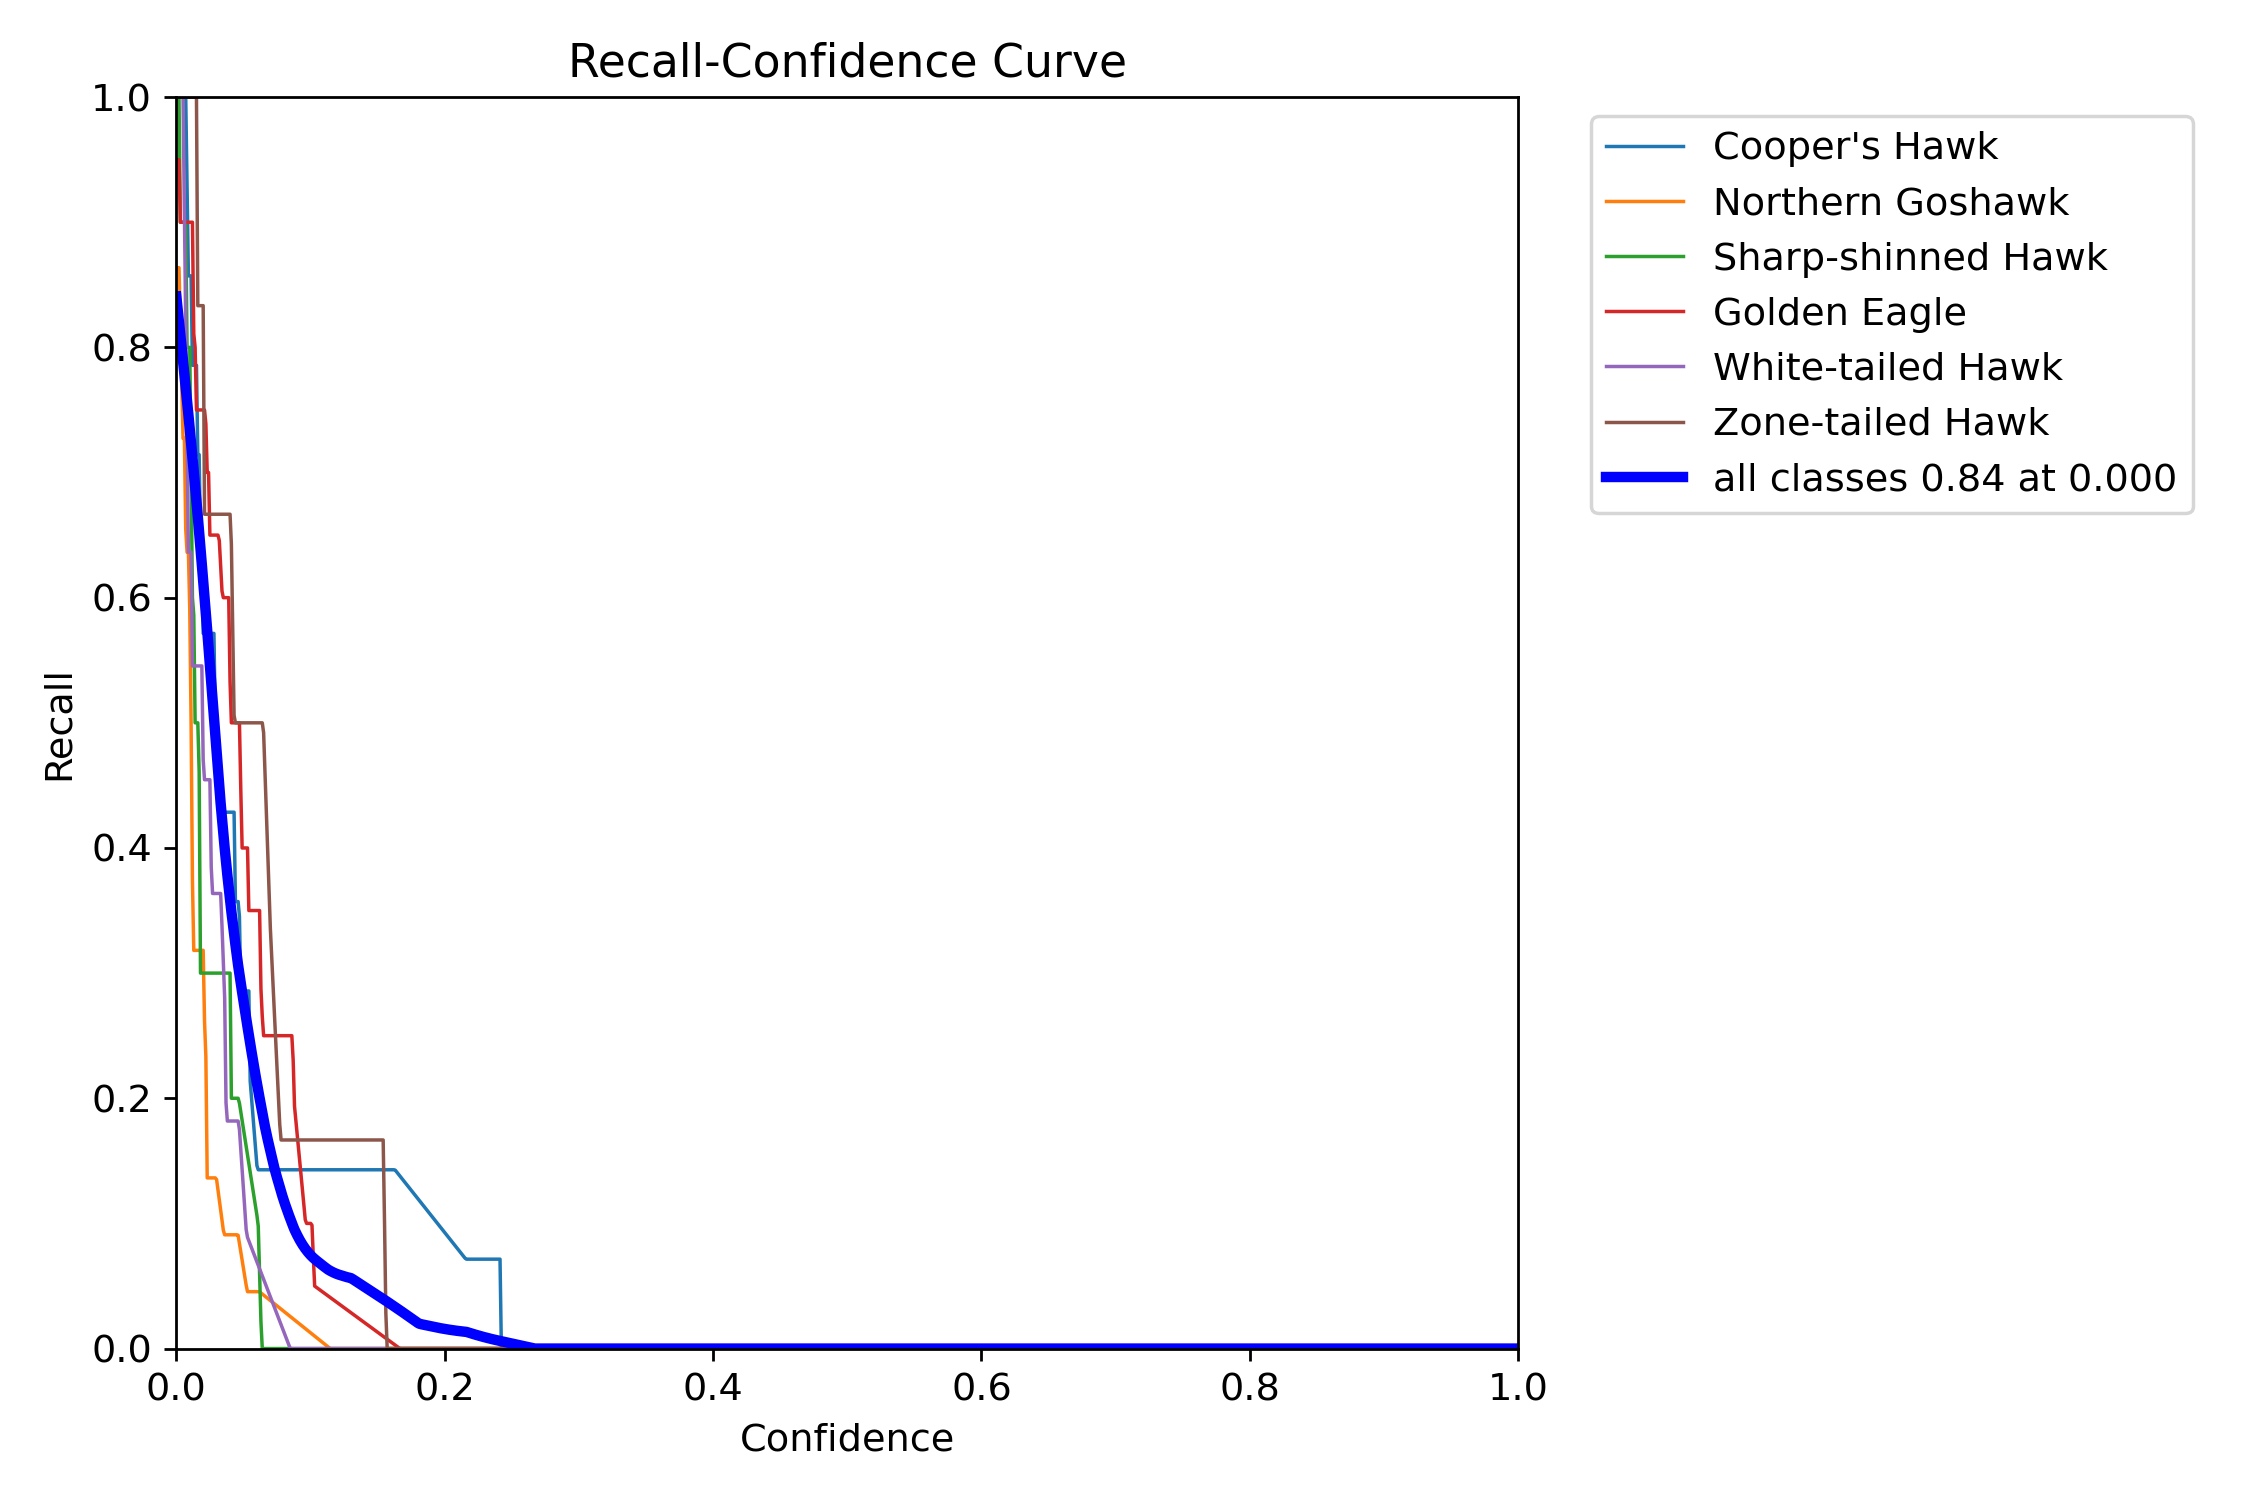 Recall-Confidence Curve
1.0
0.8
0.6
0.4
0.2
0.0
Recall
0.0 0.2 0.4 0.6 0.8 1.0
Confidence
Cooper's Hawk
Northern Goshawk
Sharp-shinned Hawk
Golden Eagle
White-tailed Hawk
Zone-tailed Hawk
all classes 0.84 at 0.000